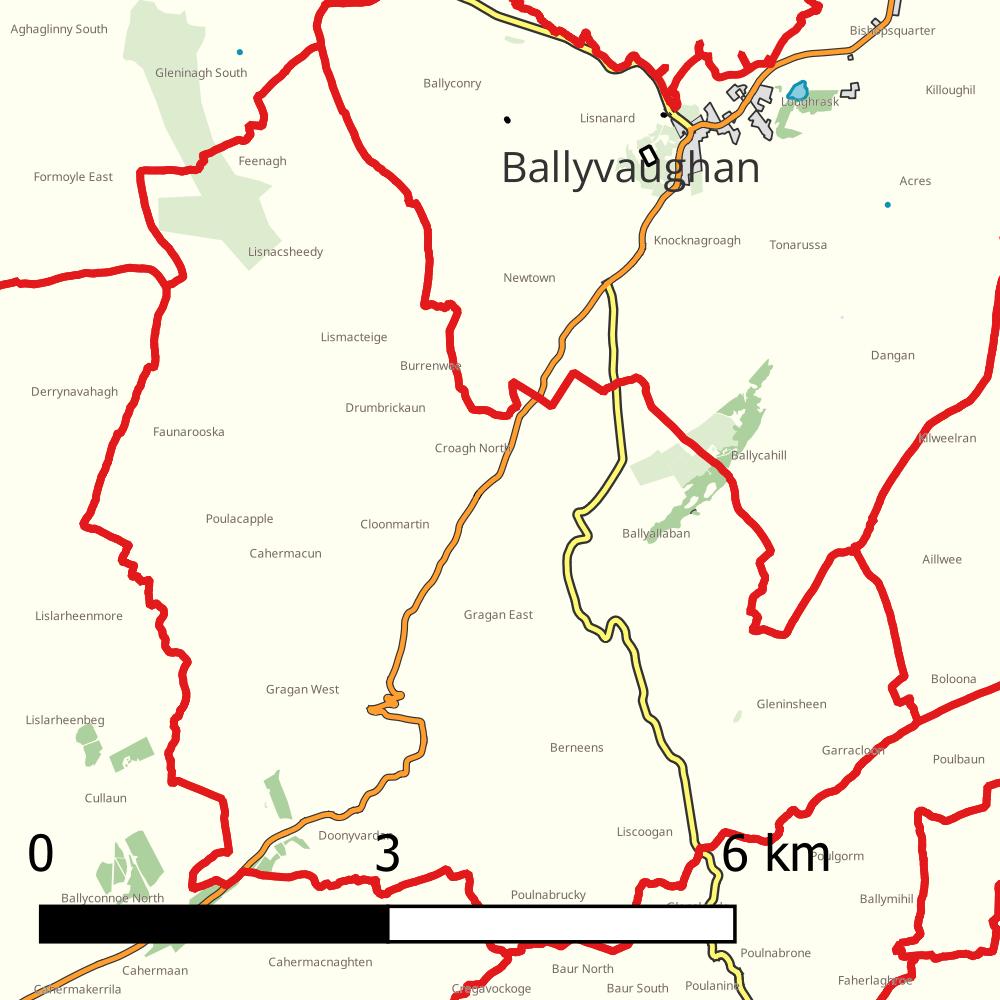 Aghaglinny South
Bishopsquarter
Gleninagh South
Ballyconry
Killoughil
Loughrask
Lisnanard
Feenagh
Ballyvaughan
Formoyle East
Acres
Knocknagroagh
Tonarussa
Lisnacsheedy
Newtown
Lismacteige
Dangan
Burrenwee
Derrynavahagh
Drumbrickaun
Faunarooska
Kilweelran
Croagh North
Ballycahill
Poulacapple
Cloonmartin
Ballyallaban
Cahermacun
Aillwee
Lislarheenmore
Gragan East
Boloona
Gragan West
Gleninsheen
Lislarheenbeg
Berneens
Garracloon
Poulbaun
Cullaun
Doonyvardan
Liscoogan
0 3 6 km
Poulgorm
Ballyconnoe North
Poulnabrucky
Ballymihil
Poulnabrone
Cahermacnaghten
Cahermaan
Baur North
Faherlaghroe
Cahermakerrila
Cregavockoge
Baur South
Poulanine